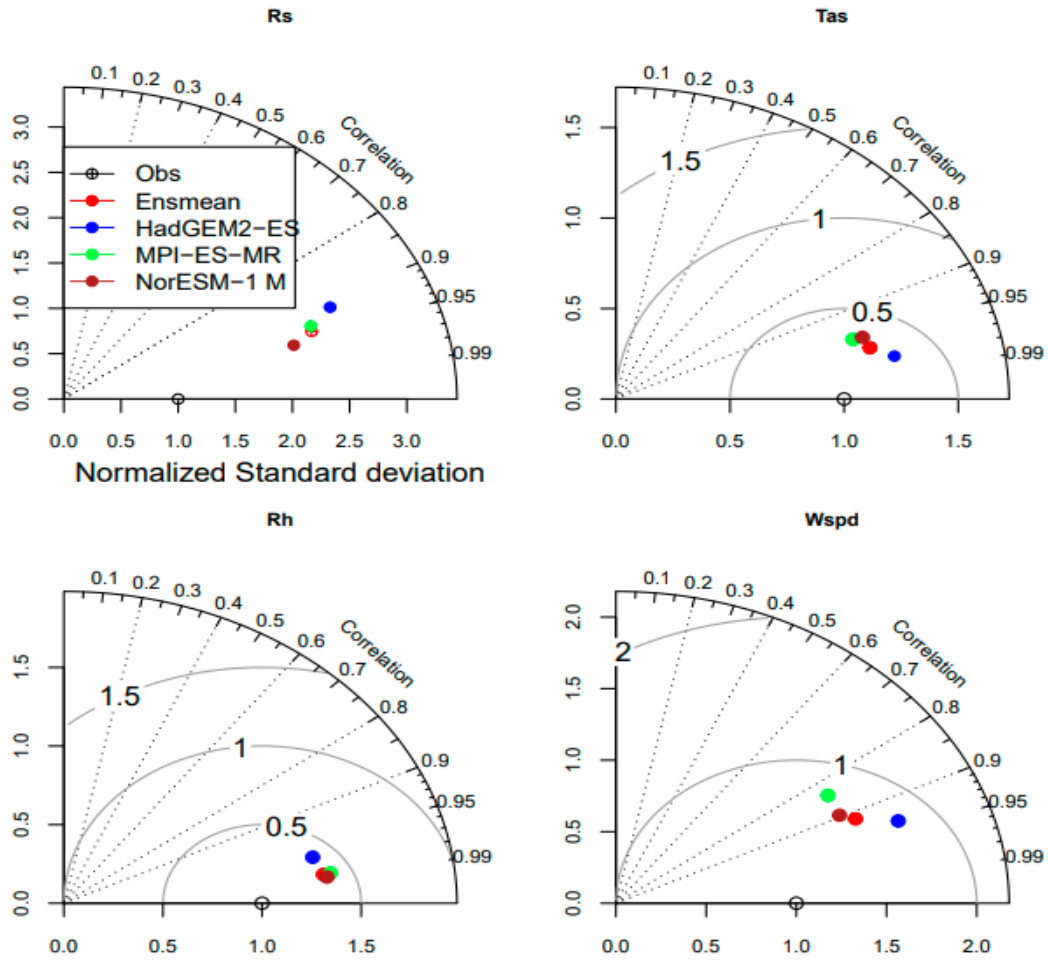 Rs
0.1 0.2 0.3 0.4 0.5 0.6 0.7 0.8 0.9 0.95 0.99
Correlation
3.0
2.5
2.0
1.5
1.0
0.5
0.0
Obs
Ensmean
HadGEM2-ES
MPI-ES-MR
NorESM-1 M
0.0 0.5 1.0 1.5 2.0 2.5 3.0
Normalized Standard deviation
Tas
0.1 0.2 0.3 0.4 0.5 0.6 0.7 0.8 0.9 0.95 0.99
Correlation
1.5
1.0
0.5
0.0
1.5
1
0.5
0.0 0.5 1.0 1.5
Rh
0.1 0.2 0.3 0.4 0.5 0.6 0.7 0.8 0.9 0.95 0.99
Correlation
1.5
1.0
0.5
0.0
1.5
1
0.5
0.0 0.5 1.0 1.5
Wspd
0.1 0.2 0.3 0.4 0.5 0.6 0.7 0.8 0.9 0.95 0.99
Correlation
2.0
1.5
1.0
0.5
0.0
2
1
0.0 0.5 1.0 1.5 2.0